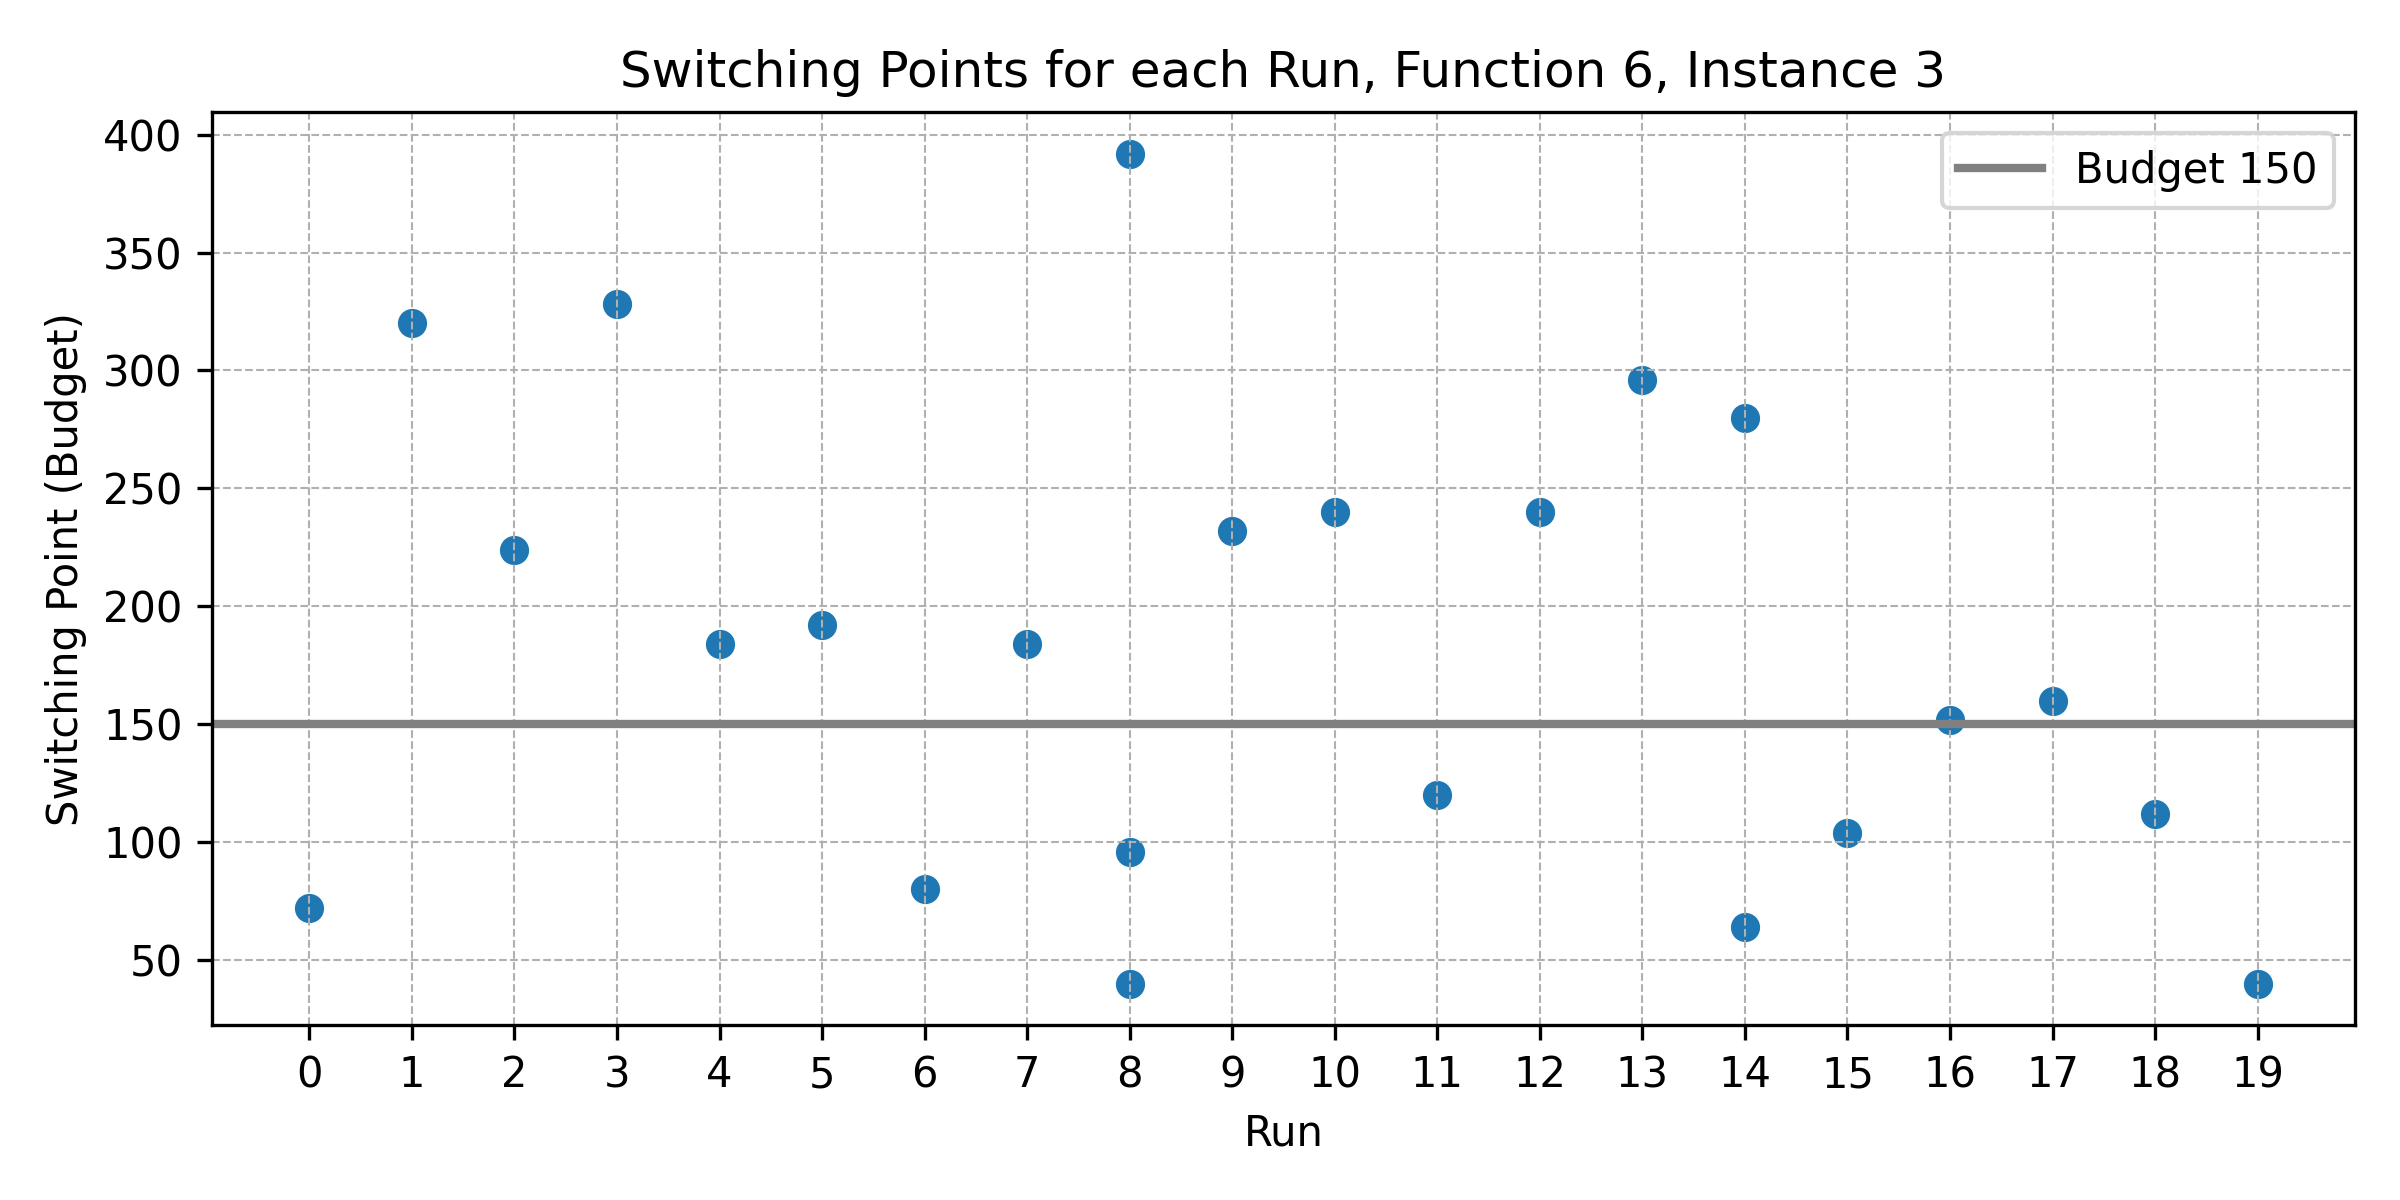 Switching Points for each Run, Function 6, Instance 3
Budget 150
Switching Point (Budget)
400
350
300
250
200
150
100
50
0 1 2 3 4 5 6 7 8 9 10 11 12 13 14 15 16 17 18 19
Run